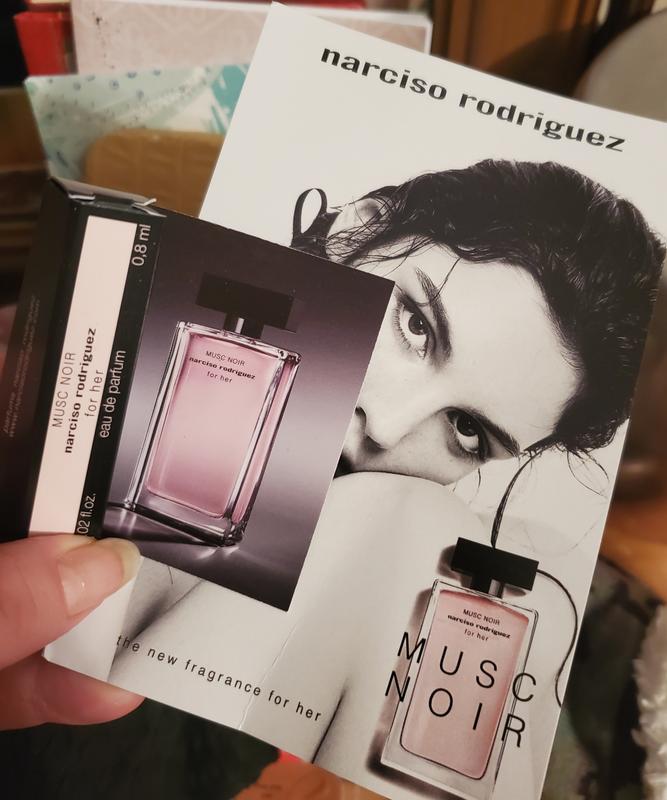 narciso rodriguez
0,8 ml
MUSC NOIR
narciso rodriguez
for her
eau de parfum
02 fl.oz.
MUSC NOIR
narciso rodriguez
for her
MUSC NOIR
narciso rodriguez
for her
MUSC
NOIR
the new fragrance for her